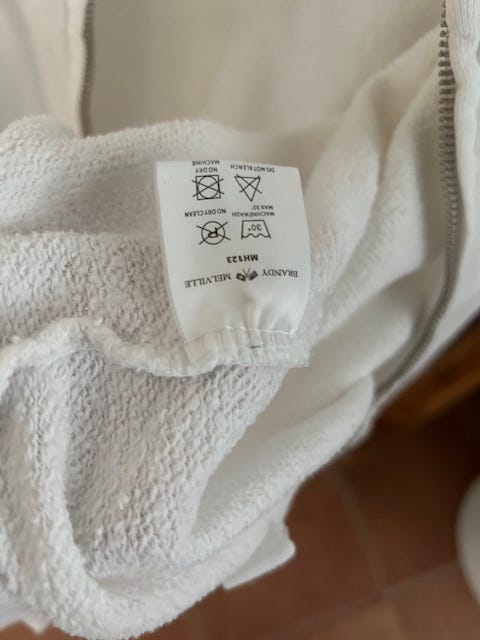 BRANDY MELVILLE
MH123
30°
MACHINEWASH
MAX.30°
P
NO DRY CLEAN
DO NOT BLEACH
NO DRY
MACHINE